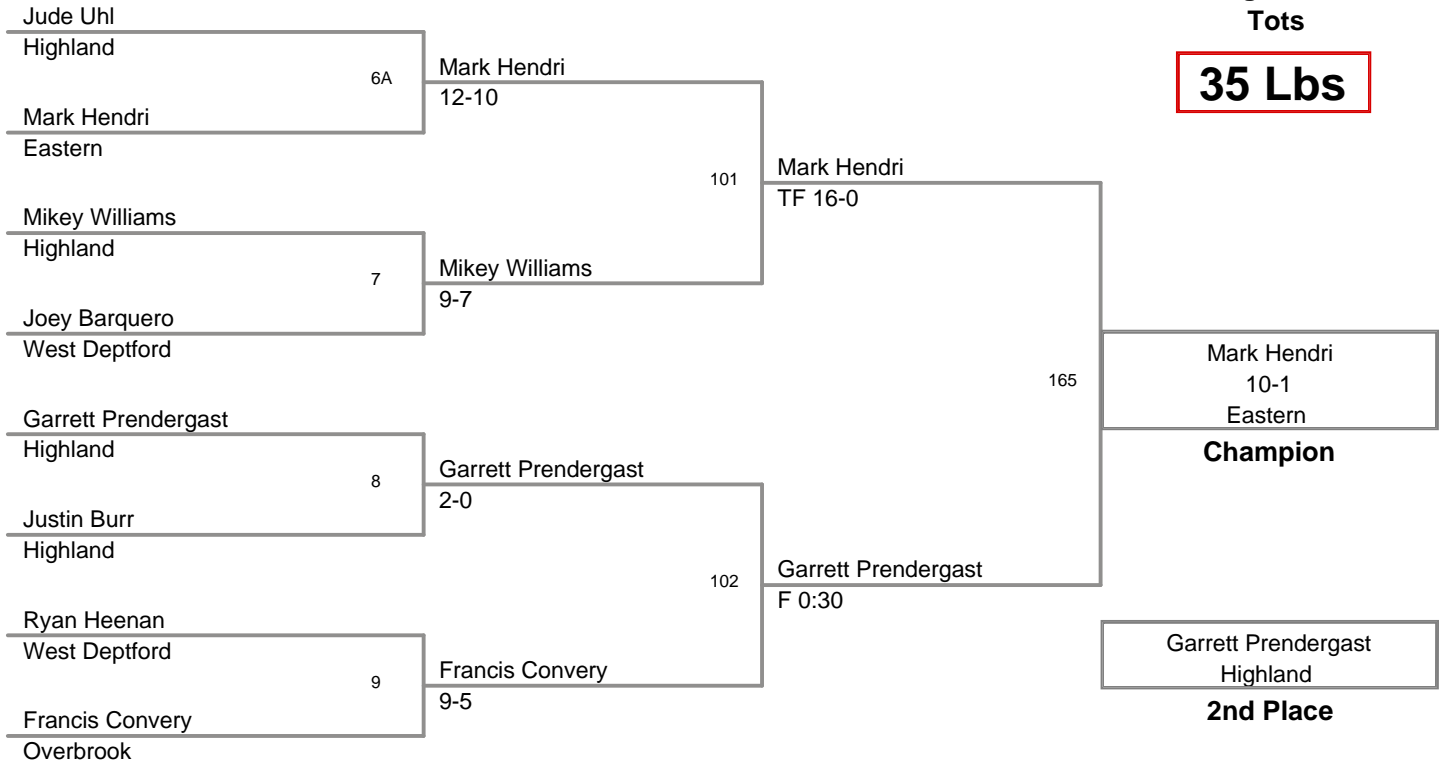 Tots
35 Lbs
Jude Uhl
Highland
6A
Mark Hendri
Eastern
Mikey Williams
Highland
7
Joey Barquero
West Deptford
Garrett Prendergast
Highland
8
Justin Burr
Highland
Ryan Heenan
West Deptford
9
Francis Convery
Overbrook
Mark Hendri
12-10
101
Mikey Williams
9-7
Garrett Prendergast
2-0
102
Francis Convery
9-5
Mark Hendri
TF 16-0
165
Garrett Prendergast
F 0:30
Mark Hendri
10-1
Eastern
Champion
Garrett Prendergast
Highland
2nd Place